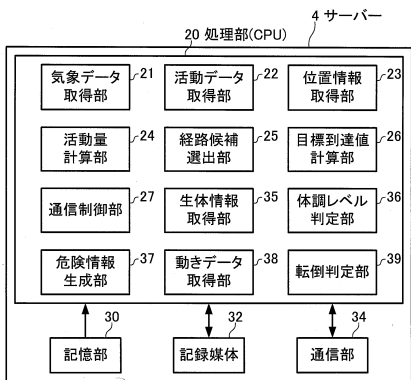 4 サーバー
20 処理部(CPU)
気象データ
取得部
21
活動データ
取得部
22
位置情報
取得部
23
活動量
計算部
24
経路候補
選出部
25
目標到達値
計算部
26
通信制御部
27
生体情報
取得部
35
体調レベル
判定部
36
危険情報
生成部
37
動きデータ
取得部
38
転倒判定部
39
30
記憶部
32
記録媒体
34
通信部